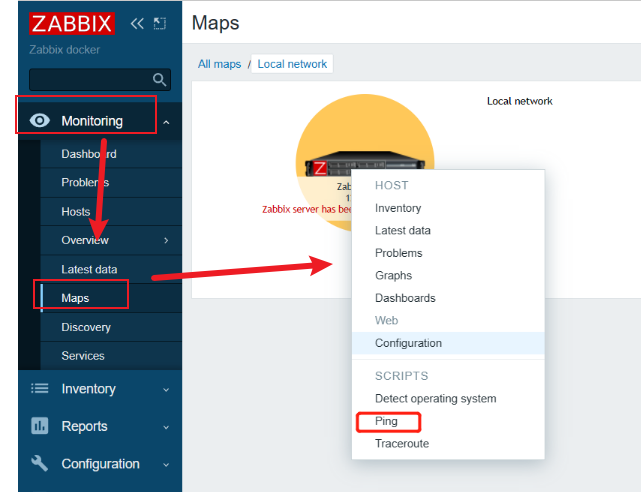 ZABBIX
Zabbix docker
Monitoring
Dashboard
Problems
Hosts
Overview
Latest data
Maps
Discovery
Services
Inventory
Reports
Configuration
Maps
All maps / Local network
Local network
Z
Zab
1
Zabbix server has bee
HOST
Inventory
Latest data
Problems
Graphs
Dashboards
Web
Configuration
SCRIPTS
Detect operating system
Ping
Traceroute